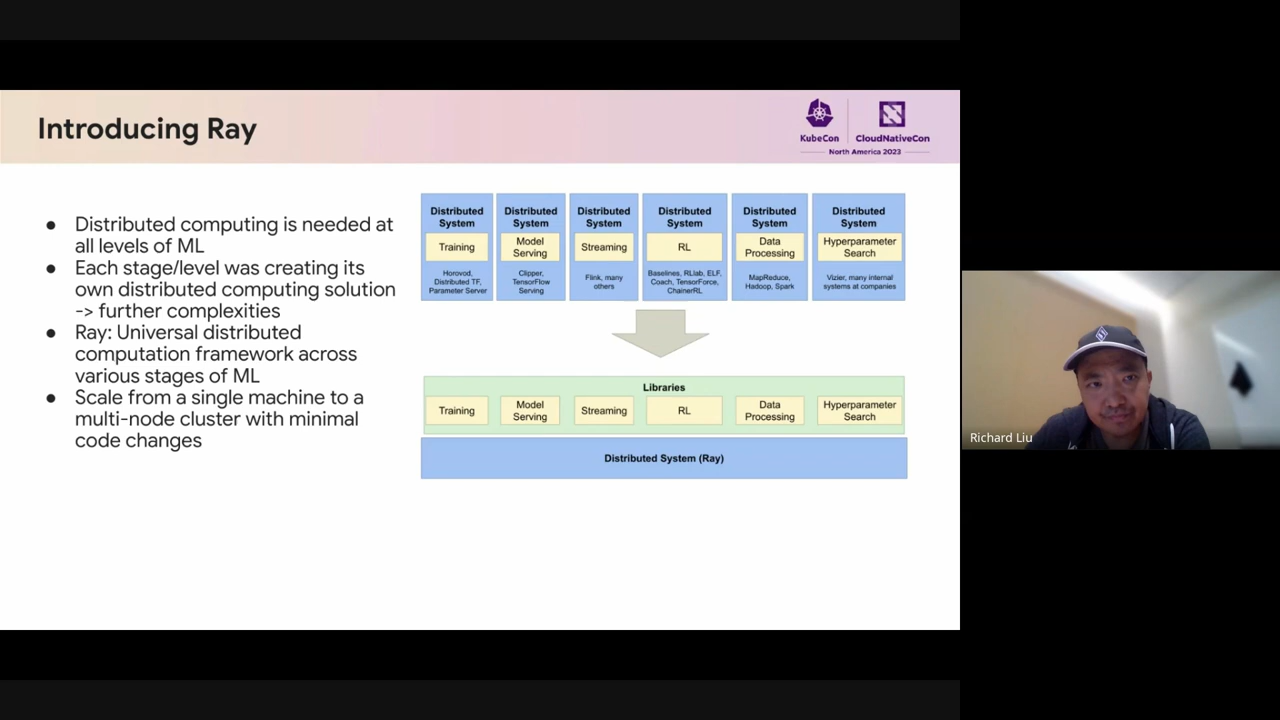 Introducing Ray
KubeCon
CloudNativeCon
North America 2023
● Distributed computing is needed at
all levels of ML
● Each stage/level was creating its
own distributed computing solution
-> further complexities
● Ray: Universal distributed
computation framework across
various stages of ML
● Scale from a single machine to a
multi-node cluster with minimal
code changes
Distributed
System
Training
Horovod,
Distributed TF,
Parameter Server
Distributed
System
Model
Serving
Clipper,
TensorFlow
Serving
Distributed
System
Streaming
Flink, many
others
Distributed
System
RL
Baselines, RLlab, ELF,
Coach, TensorForce,
ChainerRL
Distributed
System
Data
Processing
MapReduce,
Hadoop, Spark
Distributed
System
Hyperparameter
Search
Vizier, many internal
systems at companies
Libraries
Training
Model
Serving
Streaming
RL
Data
Processing
Hyperparameter
Search
Distributed System (Ray)
Richard Liu